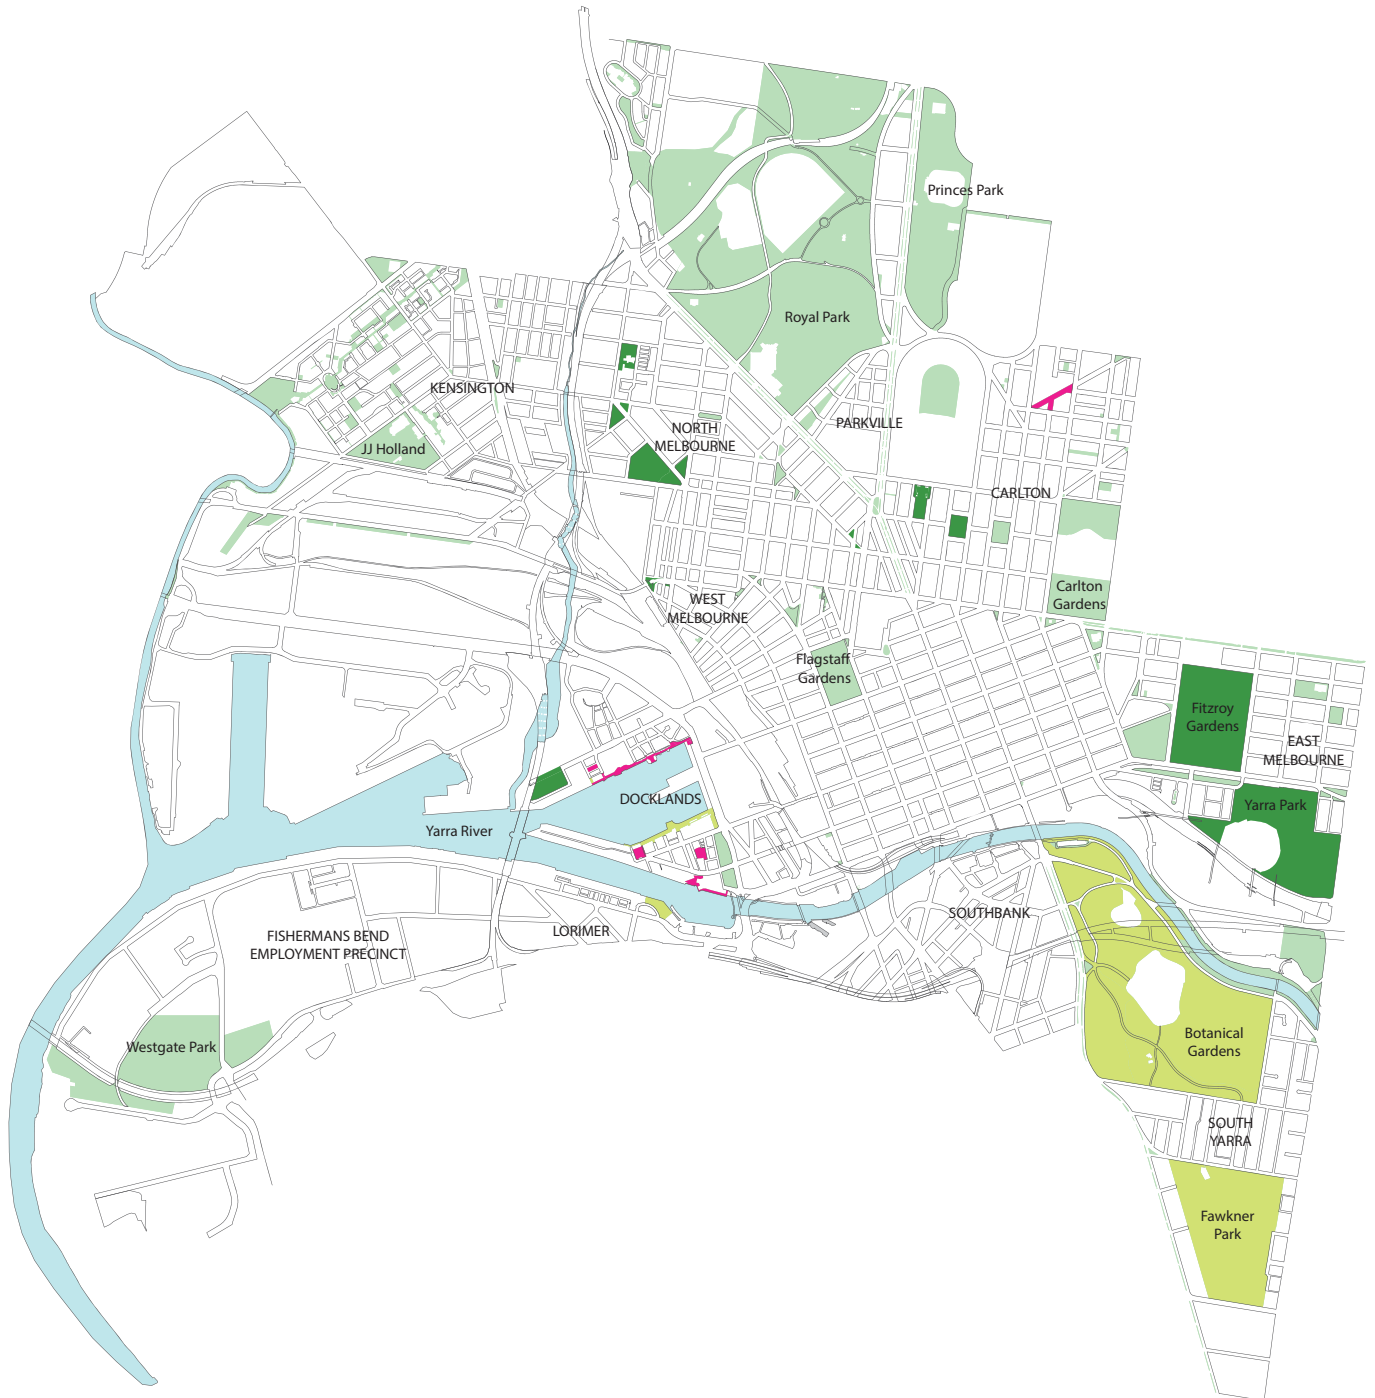 Princes Park
Royal Park
KENSINGTON
PARKVILLE
NORTH
MELBOURNE
JJ Holland
CARLTON
Carlton
Gardens
WEST
MELBOURNE
Flagstaff
Gardens
Fitzroy
Gardens
EAST
MELBOURNE
DOCKLANDS
Yarra Park
Yarra River
SOUTHBANK
LORIMER
FISHERMANS BEND
EMPLOYMENT PRECINCT
Westgate Park
Botanical
Gardens
SOUTH
YARRA
Fawkner
Park